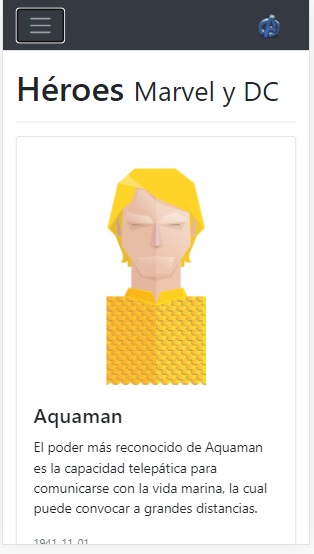 Héroes Marvel y DC
Aquaman
El poder más reconocido de Aquaman
es la capacidad telepática para
comunicarse con la vida marina, la cual
puede convocar a grandes distancias.
1941-11-01